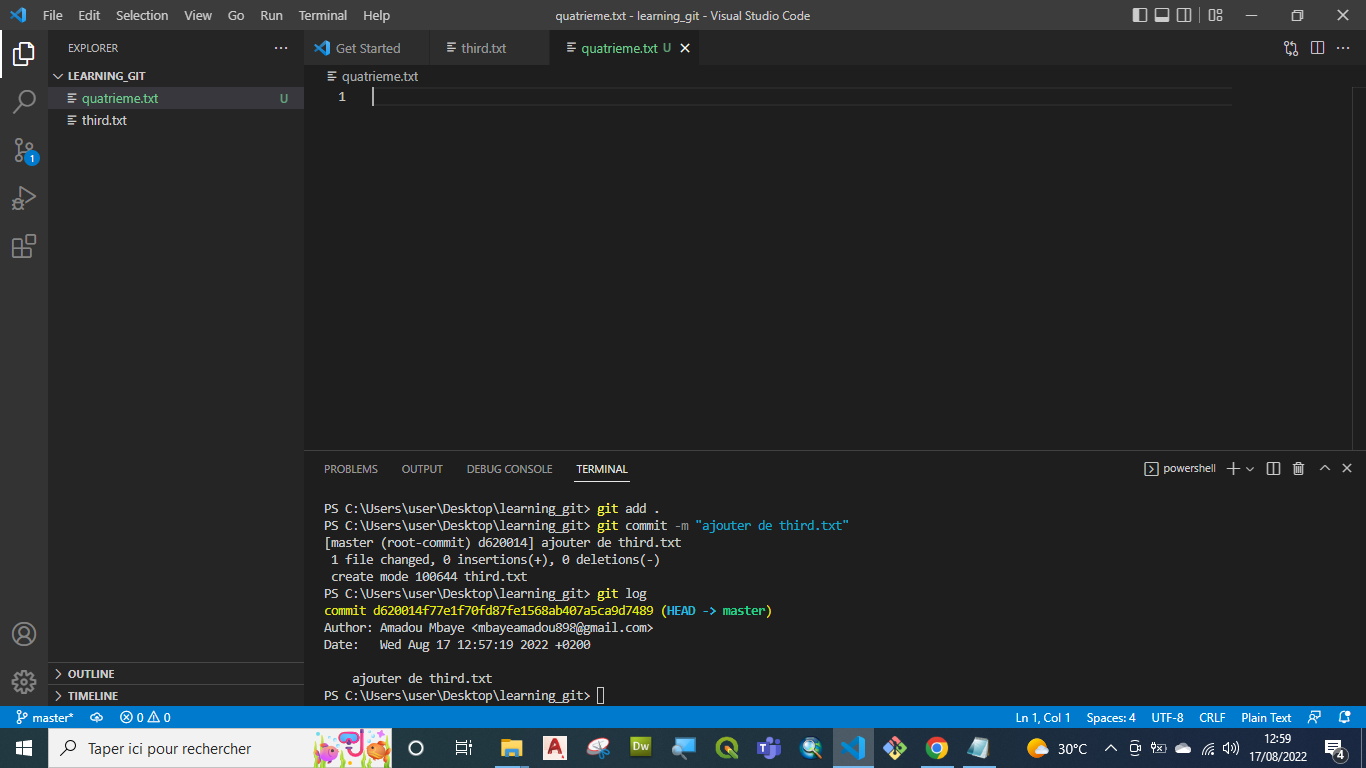 File Edit Selection View Go Run Terminal Help quatrieme.txt - learning_git - Visual Studio Code
EXPLORER ···
LEARNING_GIT
quatrieme.txt U
third.txt
1
OUTLINE
TIMELINE
Get Started third.txt quatrieme.txt U
quatrieme.txt
1
PROBLEMS OUTPUT DEBUG CONSOLE TERMINAL powershell
PS C:\Users\user\Desktop\learning_git> git add .
PS C:\Users\user\Desktop\learning_git> git commit -m "ajouter de third.txt"
[master (root-commit) d620014] ajouter de third.txt
1 file changed, 0 insertions(+), 0 deletions(-)
create mode 100644 third.txt
PS C:\Users\user\Desktop\learning_git> git log
commit d620014f77e1f70fd87fe1568ab407a5ca9d7489 (HEAD -> master)
Author: Amadou Mbaye <mbayeamadou898@gmail.com>
Date: Wed Aug 17 12:57:19 2022 +0200
ajouter de third.txt
PS C:\Users\user\Desktop\learning_git>
master* 0 0 Ln 1, Col 1 Spaces: 4 UTF-8 CRLF Plain Text
Taper ici pour rechercher A Dw 30°C 12:59
17/08/2022 4